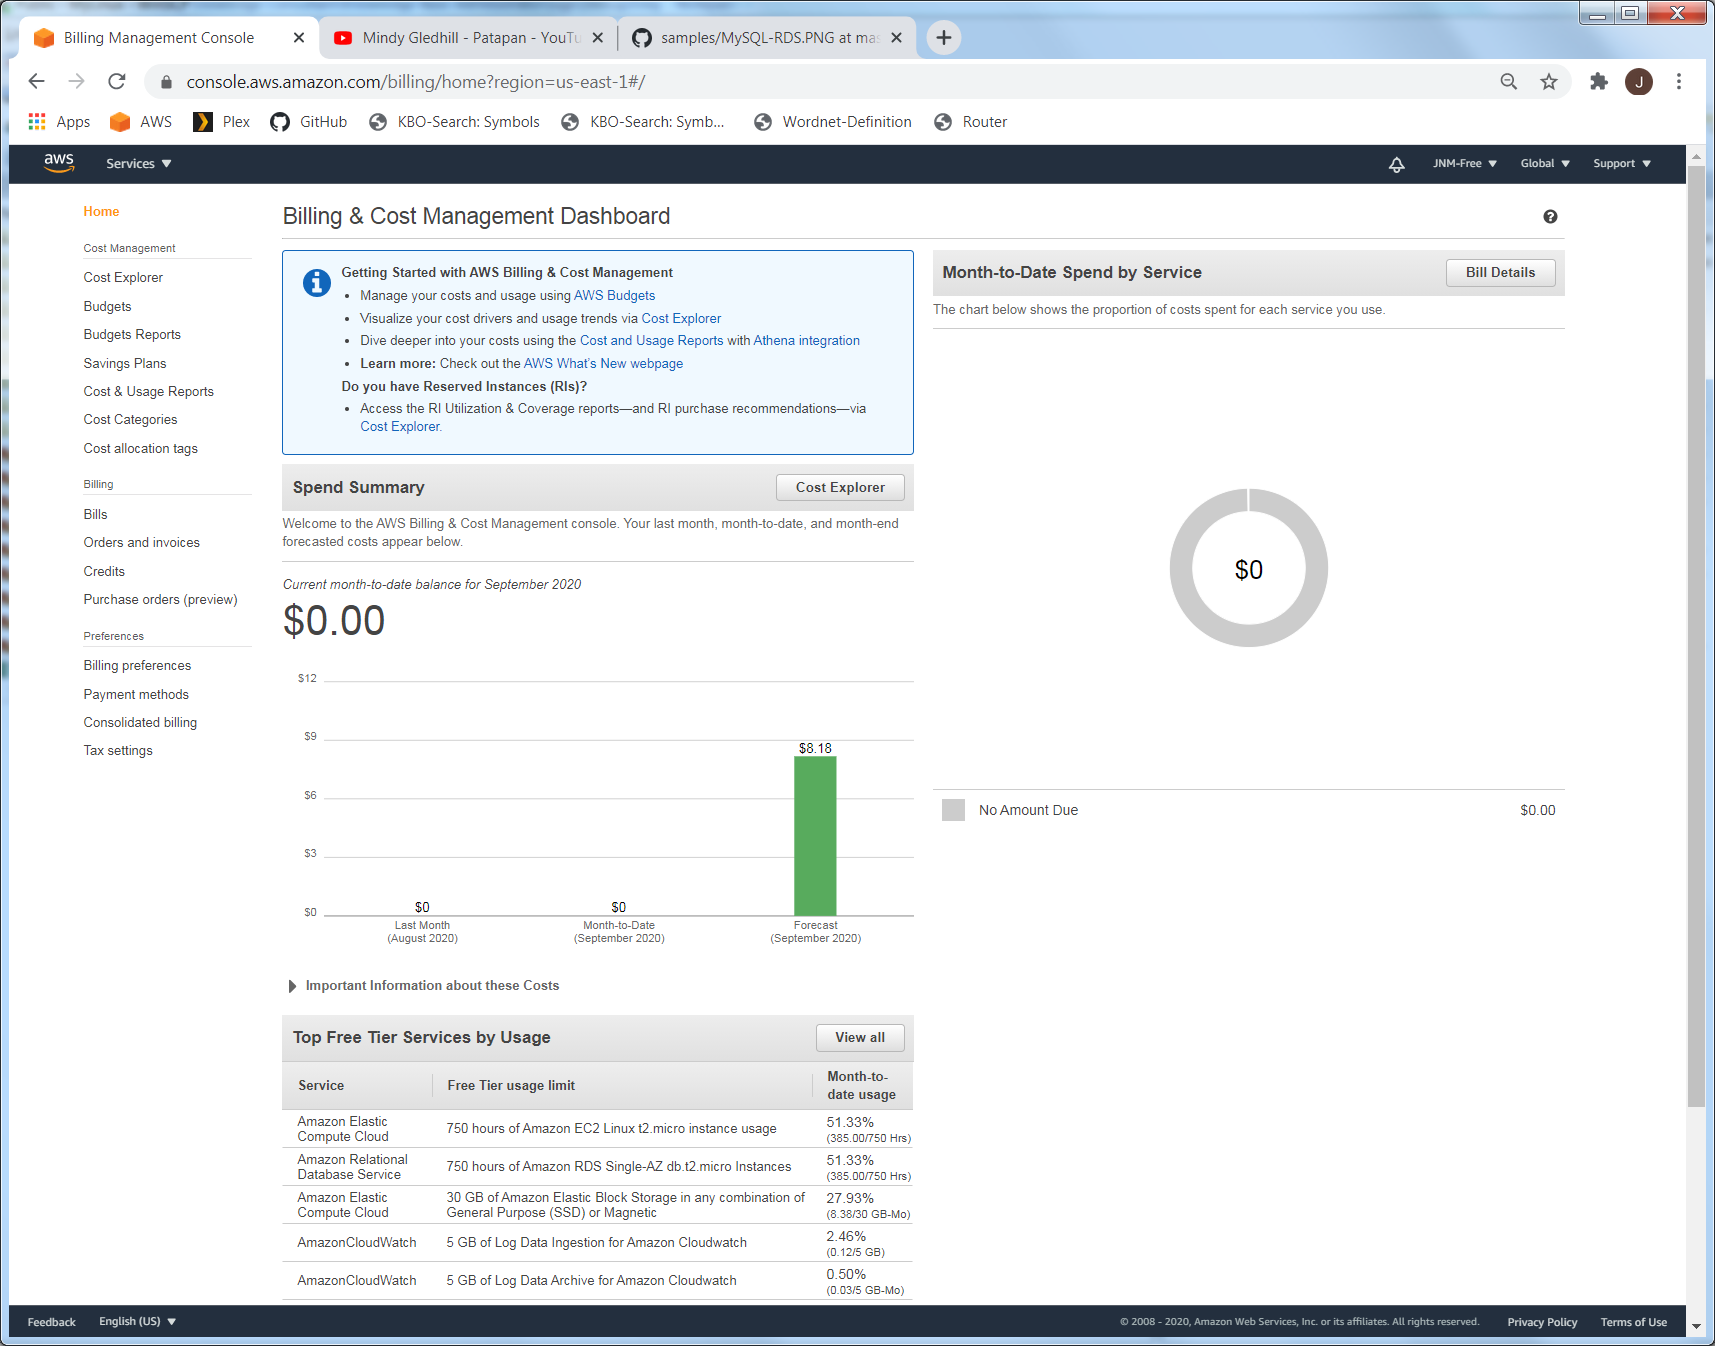 Billing Management Console
Mindy Gledhill - Patapan - YouTu
samples/MySQL-RDS.PNG at mas
console.aws.amazon.com/billing/home?region=us-east-1#/
J
Apps
AWS
Plex
GitHub
KBO-Search: Symbols
KBO-Search: Symb...
Wordnet-Definition
Router
aws
Services
JNM-Free
Global
Support
Home
Cost Management
Cost Explorer
Budgets
Budgets Reports
Savings Plans
Cost & Usage Reports
Cost Categories
Cost allocation tags
Billing
Bills
Orders and invoices
Credits
Purchase orders (preview)
Preferences
Billing preferences
Payment methods
Consolidated billing
Tax settings
Billing & Cost Management Dashboard
Getting Started with AWS Billing & Cost Management
• Manage your costs and usage using AWS Budgets
• Visualize your cost drivers and usage trends via Cost Explorer
• Dive deeper into your costs using the Cost and Usage Reports with Athena integration
• Learn more: Check out the AWS What's New webpage
Do you have Reserved Instances (RIs)?
• Access the RI Utilization & Coverage reports—and RI purchase recommendations—via
Cost Explorer.
Spend Summary
Cost Explorer
Welcome to the AWS Billing & Cost Management console. Your last month, month-to-date, and month-end
forecasted costs appear below.
Current month-to-date balance for September 2020
$0.00
$12
$9
$6
$3
$0
$0
$0
$8.18
Last Month
(August 2020)
Month-to-Date
(September 2020)
Forecast
(September 2020)
Important Information about these Costs
Top Free Tier Services by Usage
View all
Service
Free Tier usage limit
Month-to-
date usage
Amazon Elastic
Compute Cloud
750 hours of Amazon EC2 Linux t2.micro instance usage
51.33%
(385.00/750 Hrs)
Amazon Relational
Database Service
750 hours of Amazon RDS Single-AZ db.t2.micro Instances
51.33%
(385.00/750 Hrs)
Amazon Elastic
Compute Cloud
30 GB of Amazon Elastic Block Storage in any combination of
General Purpose (SSD) or Magnetic
27.93%
(8.38/30 GB-Mo)
AmazonCloudWatch
5 GB of Log Data Ingestion for Amazon Cloudwatch
2.46%
(0.12/5 GB)
AmazonCloudWatch
5 GB of Log Data Archive for Amazon Cloudwatch
0.50%
(0.03/5 GB-Mo)
Month-to-Date Spend by Service
Bill Details
The chart below shows the proportion of costs spent for each service you use.
$0
No Amount Due
$0.00
Feedback
English (US)
© 2008 - 2020, Amazon Web Services, Inc. or its affiliates. All rights reserved.
Privacy Policy
Terms of Use